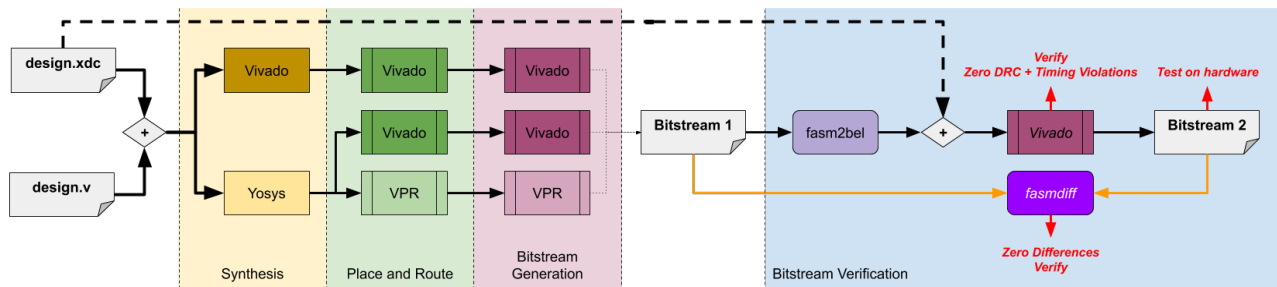 design.xdc
+
design.v
Vivado
Yosys
Synthesis
Vivado
Vivado
VPR
Place and Route
Vivado
Vivado
VPR
Bitstream
Generation
Bitstream 1
fasm2bel
+
Verify
Zero DRC + Timing Violations
Vivado
Test on hardware
Bitstream 2
fasmdiff
Zero Differences
Verify
Bitstream Verification